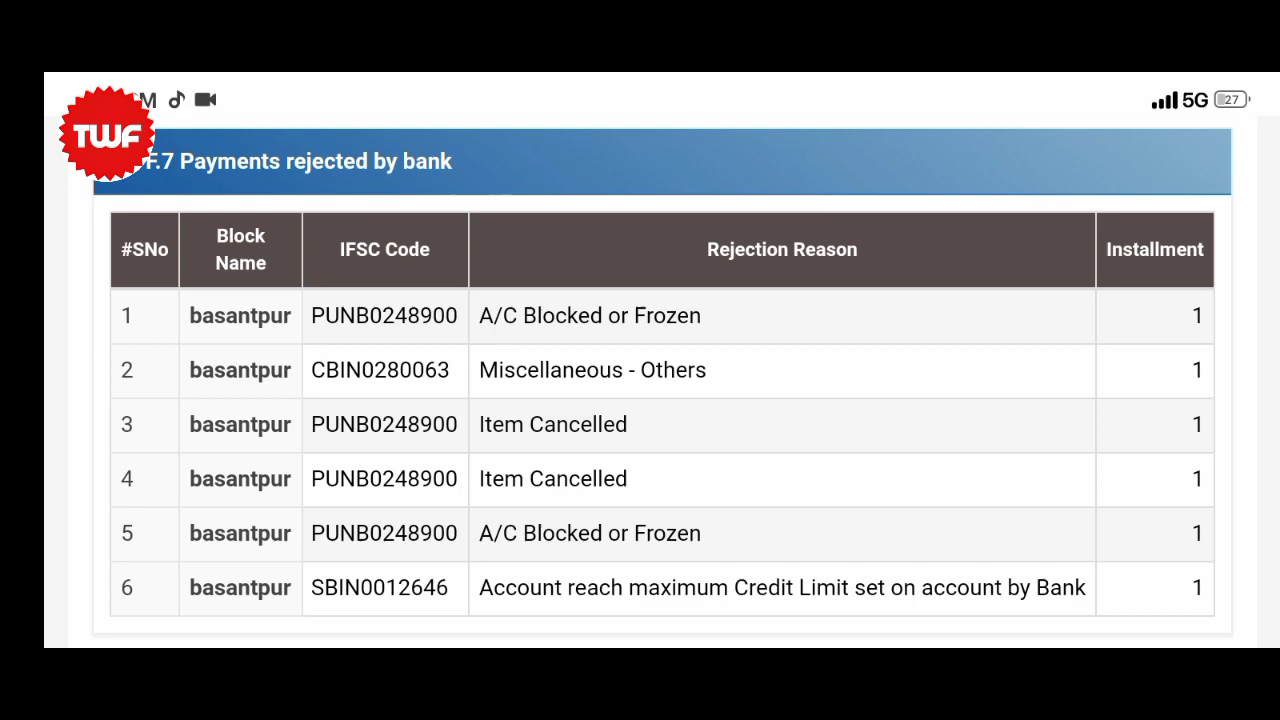 M
5G 27
TWF
F.7 Payments rejected by bank
#SNo Block Name IFSC Code Rejection Reason Installment
1 basantpur PUNB0248900 A/C Blocked or Frozen 1
2 basantpur CBIN0280063 Miscellaneous - Others 1
3 basantpur PUNB0248900 Item Cancelled 1
4 basantpur PUNB0248900 Item Cancelled 1
5 basantpur PUNB0248900 A/C Blocked or Frozen 1
6 basantpur SBIN0012646 Account reach maximum Credit Limit set on account by Bank 1